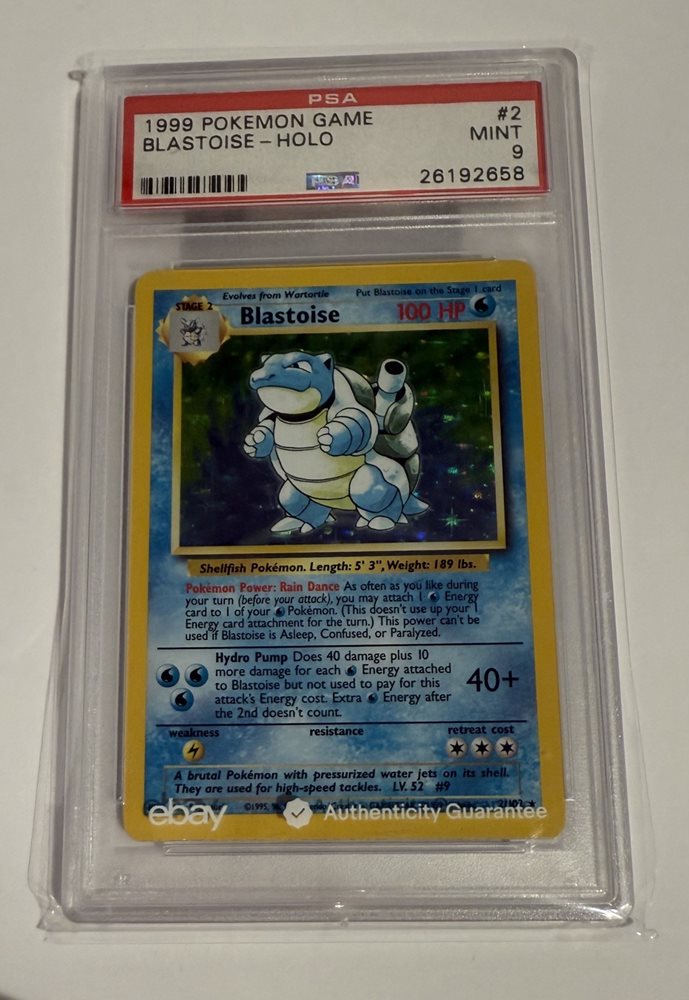 PSA
1999 POKEMON GAME #2
BLASTOISE – HOLO MINT
9
26192658
Evolves from Wartortle Put Blastoise on the Stage 1 card
STAGE 2 Blastoise 100 HP
Shellfish Pokémon. Length: 5' 3", Weight: 189 lbs.
Pokémon Power: Rain Dance As often as you like during
your turn (before your attack), you may attach 1 Energy
card to 1 of your Pokémon. (This doesn't use up your 1
Energy card attachment for the turn.) This power can't be
used if Blastoise is Asleep, Confused, or Paralyzed.
Hydro Pump Does 40 damage plus 10
more damage for each Energy attached
to Blastoise but not used to pay for this
attack's Energy cost. Extra Energy after
the 2nd doesn't count.
40+
weakness resistance retreat cost
A brutal Pokémon with pressurized water jets on its shell.
They are used for high-speed tackles. LV. 52 #9
©1995, 2/102
ebay Authenticity Guarantee